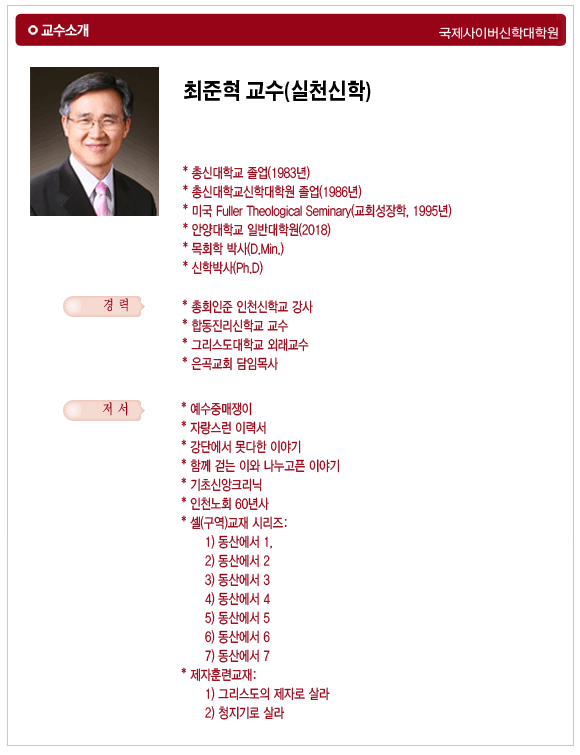 교수소개
국제사이버신학대학원
최준혁 교수(실천신학)
* 총신대학교 졸업(1983년)
* 총신대학교신학대학원 졸업(1986년)
* 미국 Fuller Theological Seminary(교회성장학, 1995년)
* 안양대학교 일반대학원(2018)
* 목회학 박사(D.Min.)
* 신학박사(Ph.D)
경 력
* 총회인준 인천신학교 강사
* 합동진리신학교 교수
* 그리스도대학교 외래교수
* 은곡교회 담임목사
저 서
* 예수중매쟁이
* 자랑스런 이력서
* 강단에서 못다한 이야기
* 함께 걷는 이와 나누고픈 이야기
* 기초신앙크리닉
* 인천노회 60년사
* 셀(구역)교재 시리즈:
1) 동산에서 1,
2) 동산에서 2
3) 동산에서 3
4) 동산에서 4
5) 동산에서 5
6) 동산에서 6
7) 동산에서 7
* 제자훈련교재:
1) 그리스도의 제자로 살라
2) 청지기로 살라